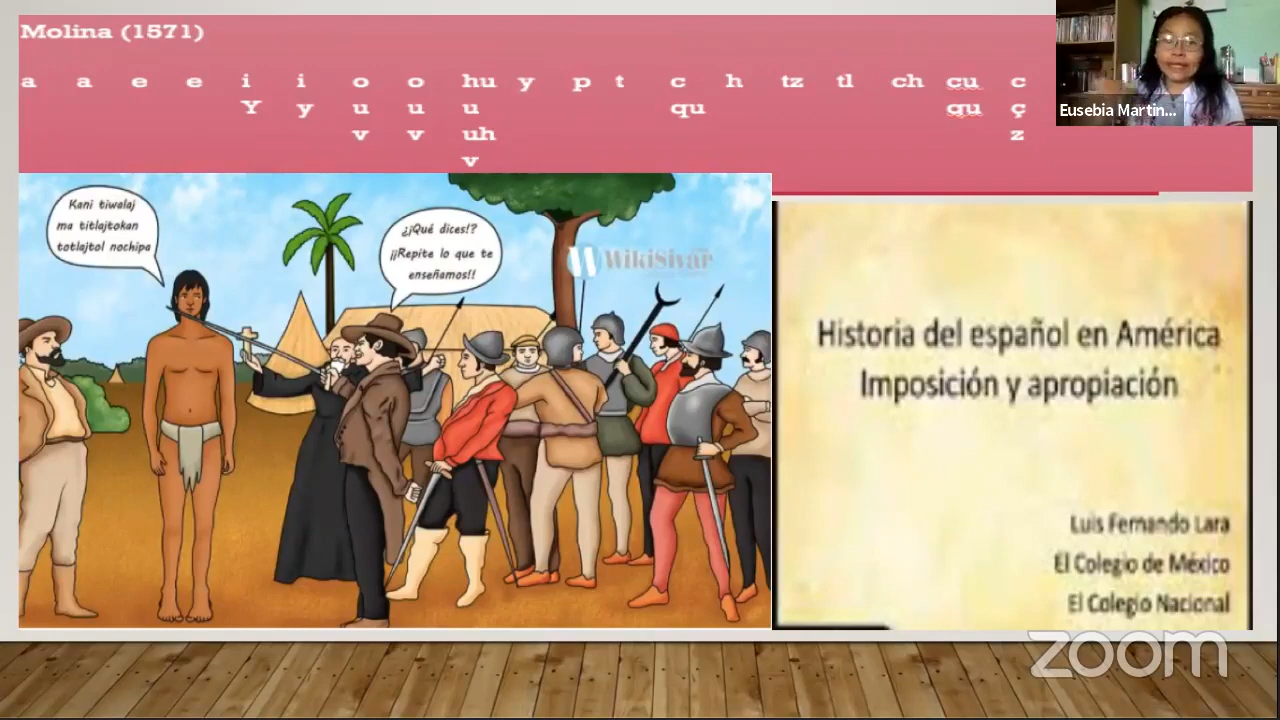 Molina (1571)
a a e e i i o o hu y p t c h tz tl ch cu c
Y y u u u qu qu ç
v v uh z
v
Eusebia Martin...
Kani tiwalaj
ma titlajtokan
totlajtol nochipa
¿¡Qué dices!?
¡¡Repite lo que te
enseñamos!!
WikiSivar
Historia del español en América
Imposición y apropiación
Luis Fernando Lara
El Colegio de México
El Colegio Nacional
zoom